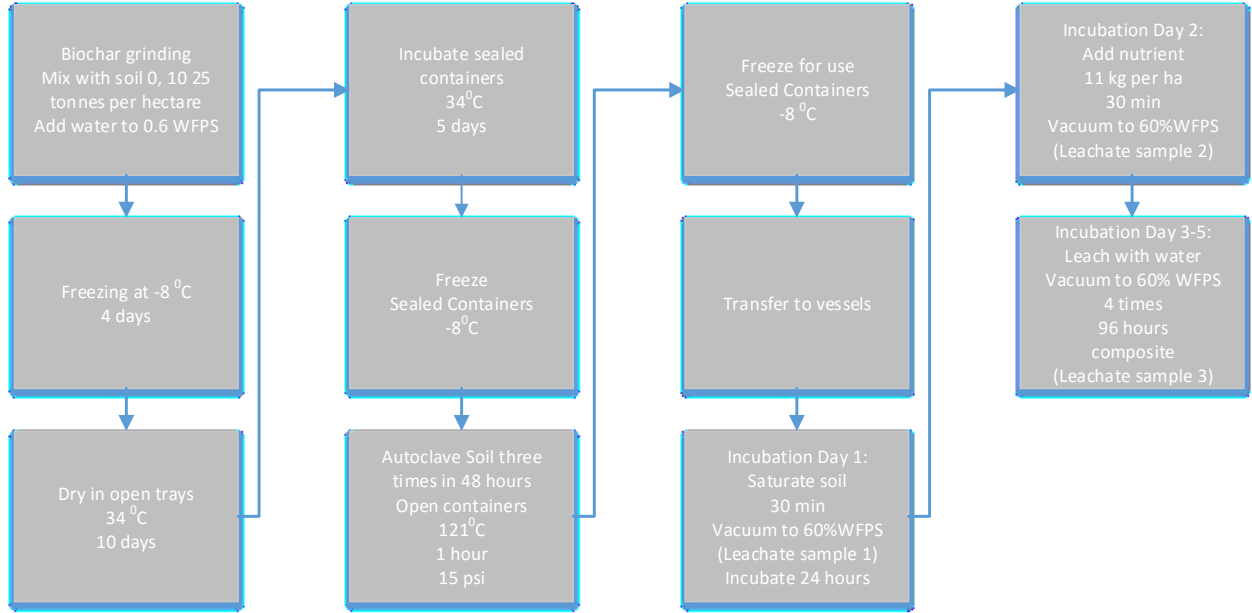 Biochar grinding
Mix with soil 0, 10 25
tonnes per hectare
Add water to 0.6 WFPS
Freezing at -8 ⁰C
4 days
Dry in open trays
34 ⁰C
10 days
Incubate sealed
containers
34⁰C
5 days
Freeze
Sealed Containers
-8⁰C
Autoclave Soil three
times in 48 hours
Open containers
121⁰C
1 hour
15 psi
Freeze for use
Sealed Containers
-8 ⁰C
Transfer to vessels
Incubation Day 1:
Saturate soil
30 min
Vacuum to 60%WFPS
(Leachate sample 1)
Incubate 24 hours
Incubation Day 2:
Add nutrient
11 kg per ha
30 min
Vacuum to 60%WFPS
(Leachate sample 2)
Incubation Day 3-5:
Leach with water
Vacuum to 60% WFPS
4 times
96 hours
composite
(Leachate sample 3)